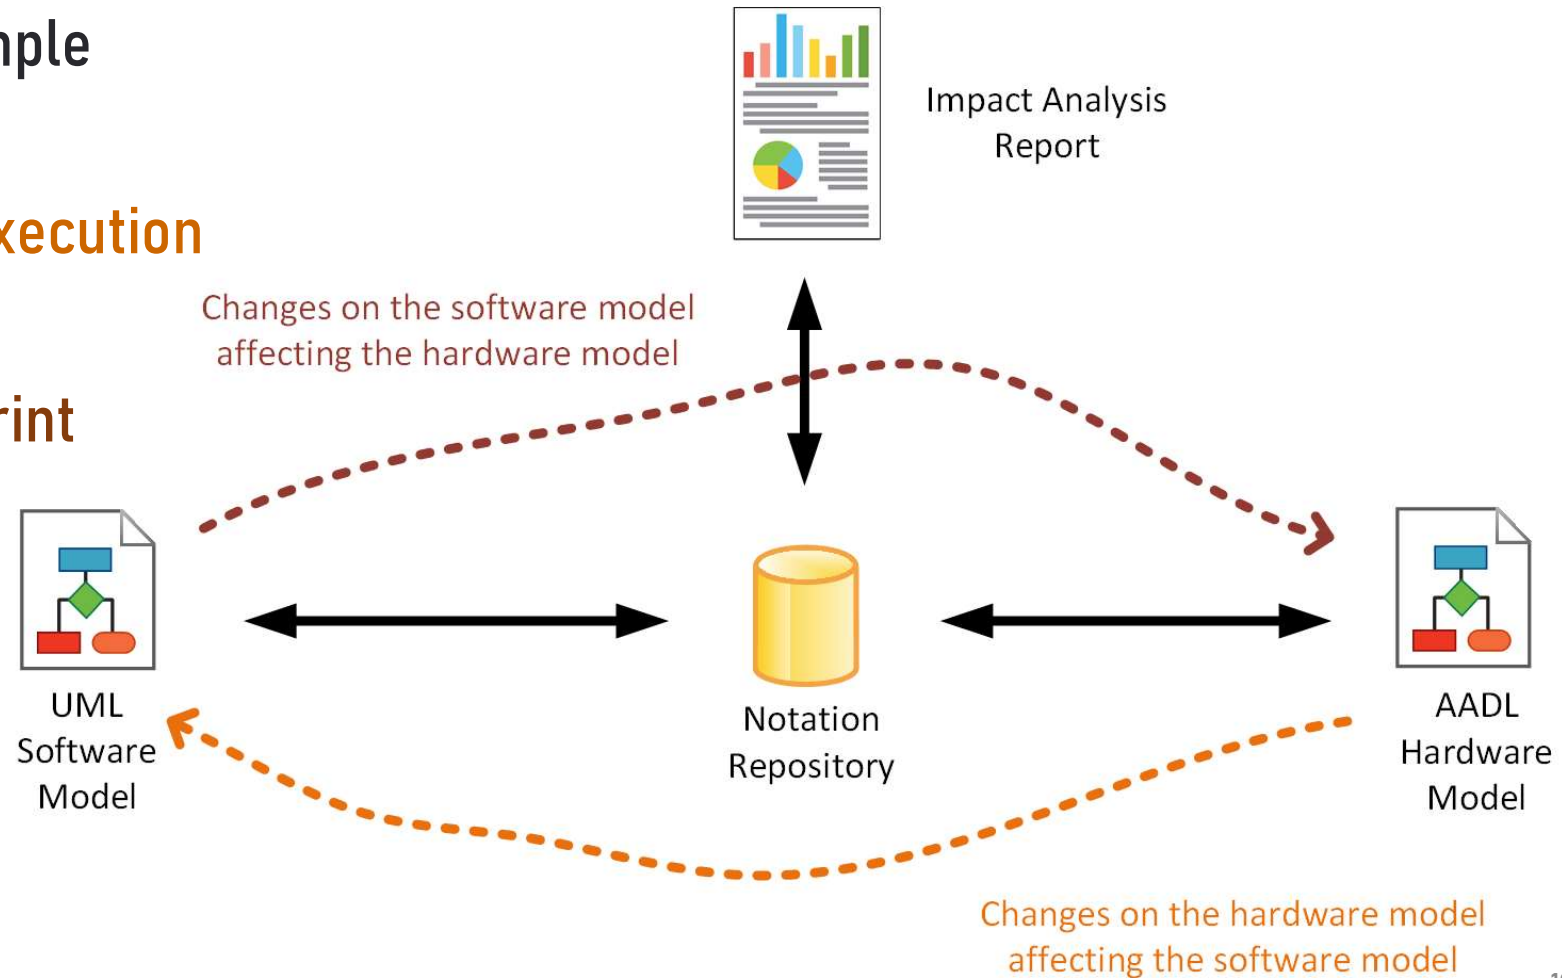 nple
xecution
rint
Impact Analysis
Report
Changes on the software model
affecting the hardware model
UML
Software
Model
Notation
Repository
AADL
Hardware
Model
Changes on the hardware model
affecting the software model